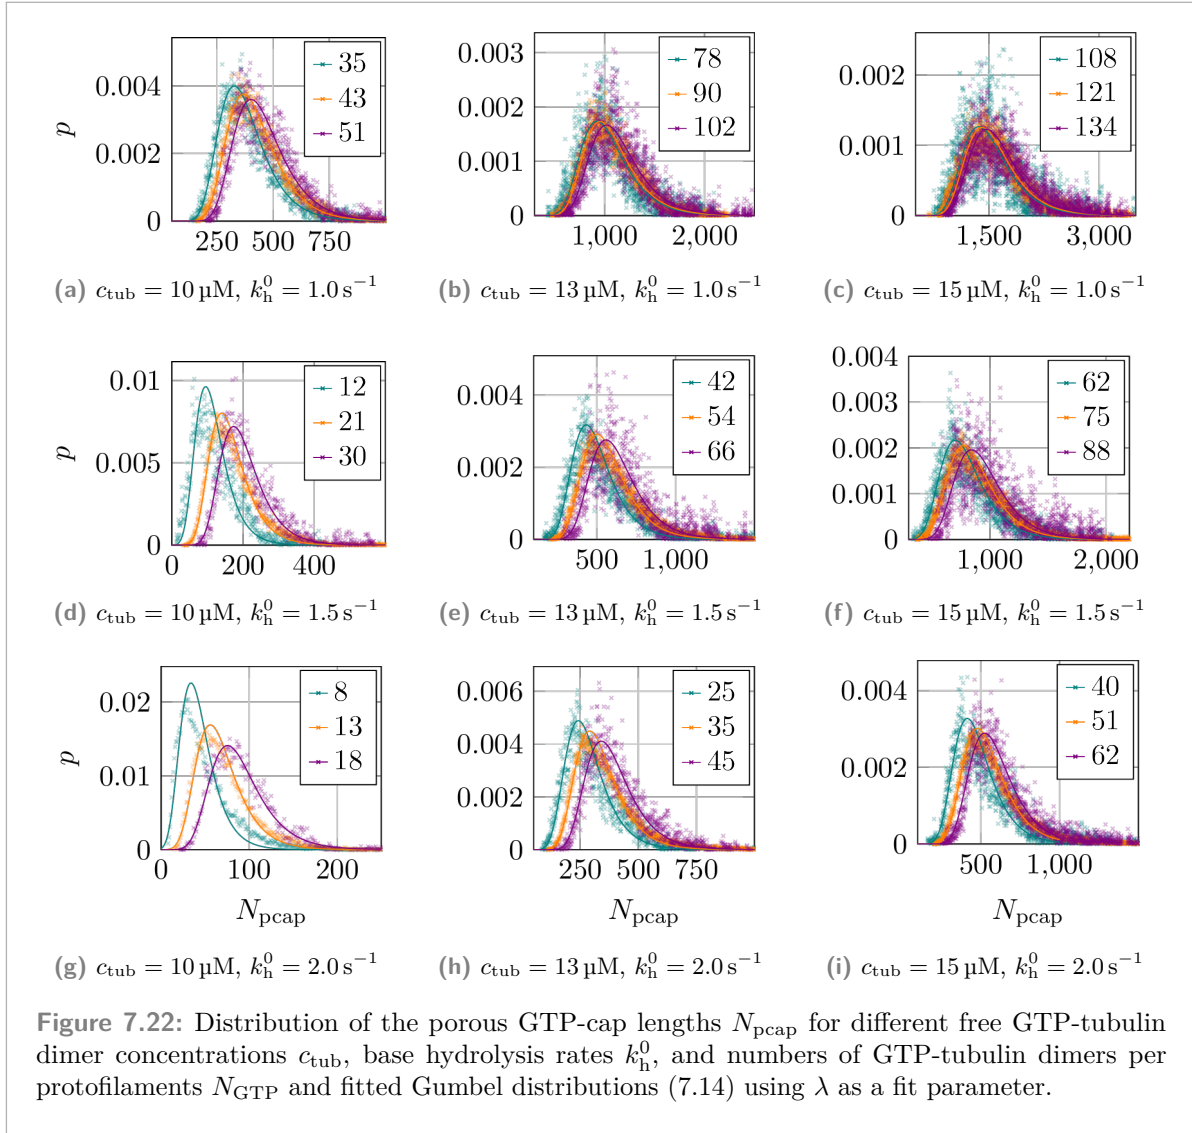 0.004
0.002
0
p
35
43
51
250 500 750
(a) c_tub = 10 µM, k_h^0 = 1.0 s⁻¹
0.003
0.002
0.001
0
78
90
102
1,000 2,000
(b) c_tub = 13 µM, k_h^0 = 1.0 s⁻¹
0.002
0.001
0
108
121
134
1,500 3,000
(c) c_tub = 15 µM, k_h^0 = 1.0 s⁻¹
0.01
0.005
0
p
12
21
30
0 200 400
(d) c_tub = 10 µM, k_h^0 = 1.5 s⁻¹
0.004
0.002
0
42
54
66
500 1,000
(e) c_tub = 13 µM, k_h^0 = 1.5 s⁻¹
0.004
0.003
0.002
0.001
0
62
75
88
1,000 2,000
(f) c_tub = 15 µM, k_h^0 = 1.5 s⁻¹
0.02
0.01
0
p
8
13
18
0 100 200
N_pcap
(g) c_tub = 10 µM, k_h^0 = 2.0 s⁻¹
0.006
0.004
0.002
0
25
35
45
250 500 750
N_pcap
(h) c_tub = 13 µM, k_h^0 = 2.0 s⁻¹
0.004
0.002
0
40
51
62
500 1,000
N_pcap
(i) c_tub = 15 µM, k_h^0 = 2.0 s⁻¹
Figure 7.22: Distribution of the porous GTP-cap lengths N_pcap for different free GTP-tubulin
dimer concentrations c_tub, base hydrolysis rates k_h^0, and numbers of GTP-tubulin dimers per
protofilaments N_GTP and fitted Gumbel distributions (7.14) using λ as a fit parameter.